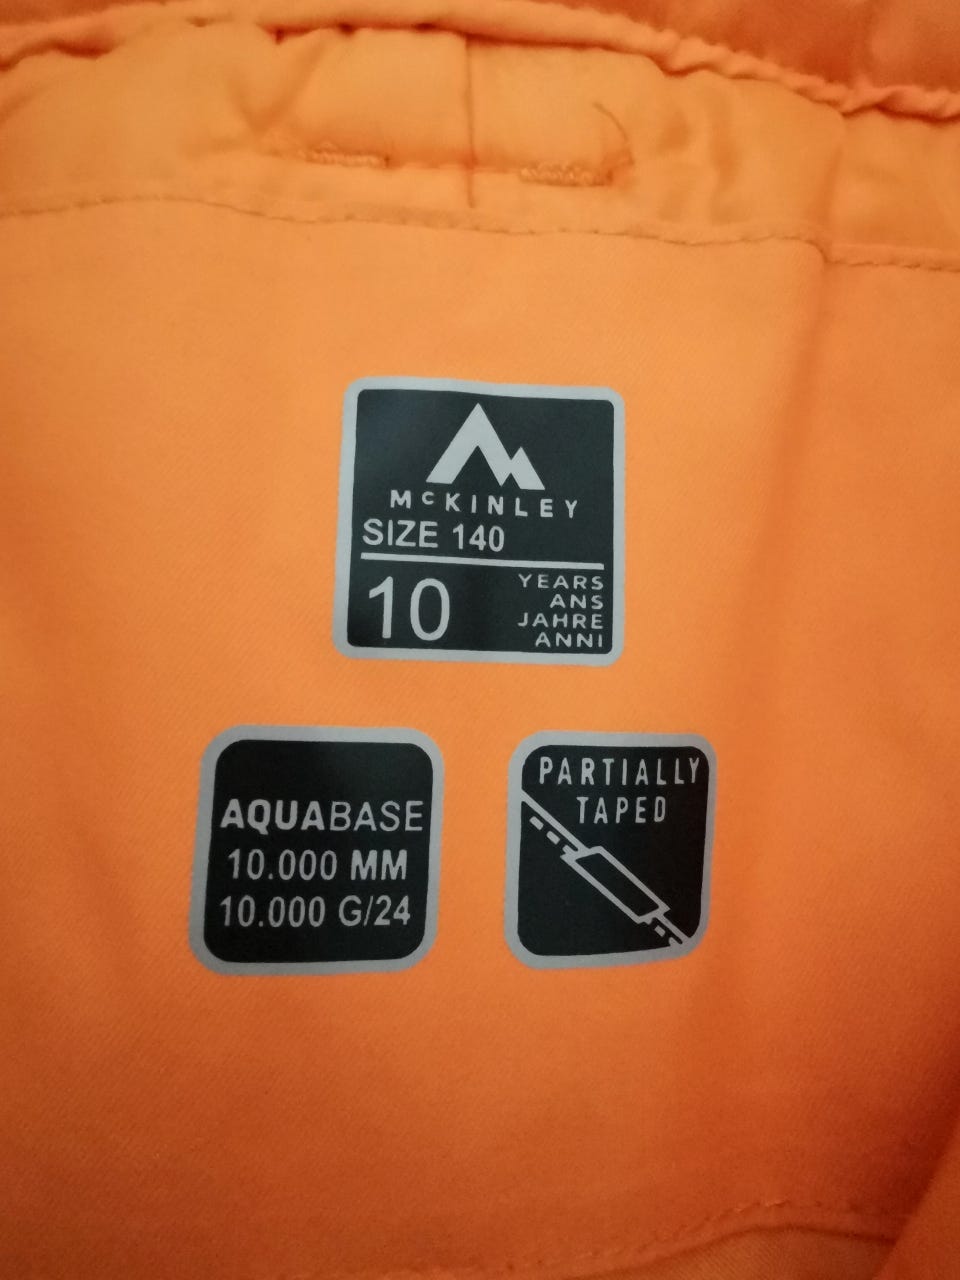 McKINLEY
SIZE 140
10
YEARS
ANS
JAHRE
ANNI
AQUABASE
10.000 MM
10.000 G/24
PARTIALLY
TAPED